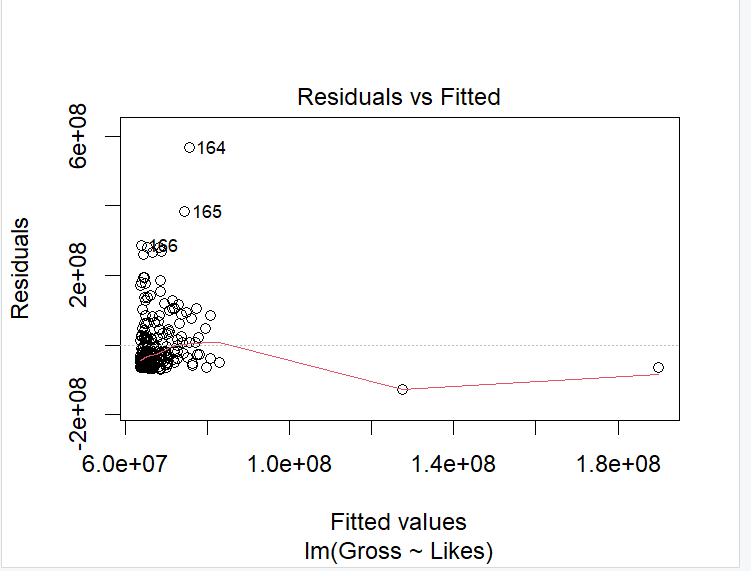 Residuals vs Fitted
Residuals
6e+08
2e+08
-2e+08
164
165
166
6.0e+07 1.0e+08 1.4e+08 1.8e+08
Fitted values
lm(Gross ~ Likes)